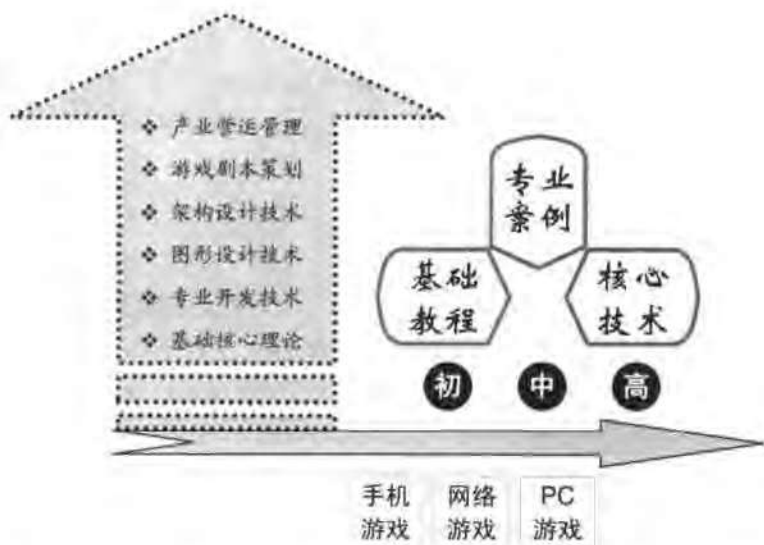 ❖ 产业营运管理
❖ 游戏剧本策划
❖ 架构设计技术
❖ 图形设计技术
❖ 专业开发技术
❖ 基础核心理论
专业
案例
基础
教程
核心
技术
初 中 高
手机 网络 PC
游戏 游戏 游戏